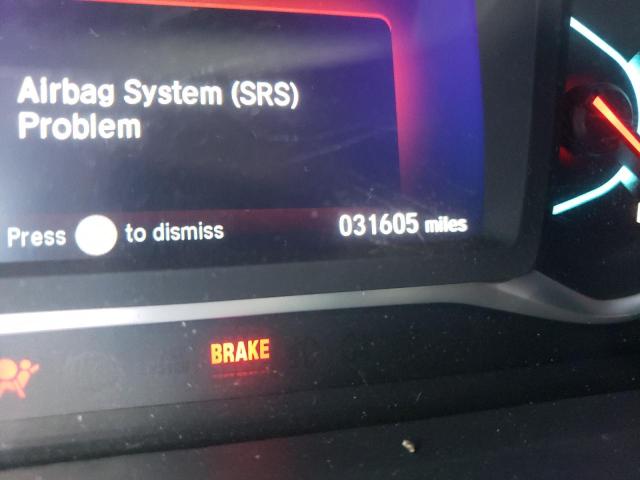 Airbag System (SRS)
Problem
Press to dismiss
031605 miles
BRAKE